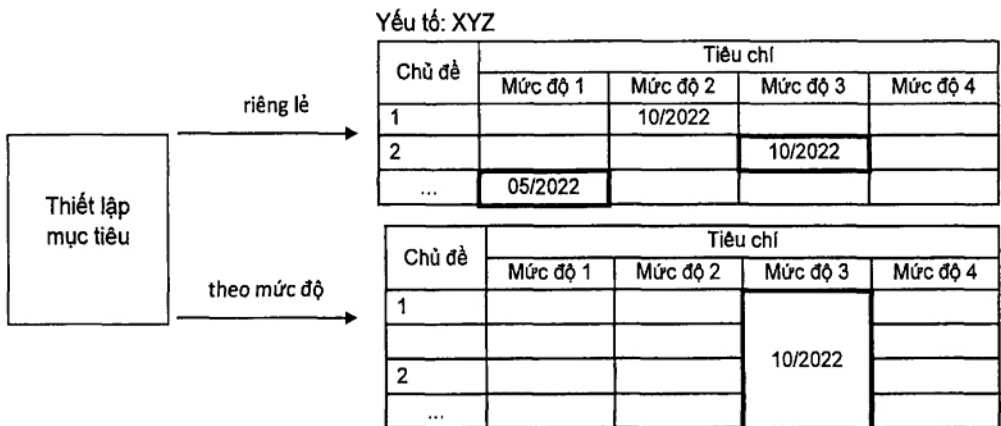 Yếu tố: XYZ
Chủ đề
Tiêu chí
Mức độ 1 Mức độ 2 Mức độ 3 Mức độ 4
riêng lẻ
1 10/2022
2 10/2022
... 05/2022
Thiết lập
mục tiêu
Chủ đề
Tiêu chí
Mức độ 1 Mức độ 2 Mức độ 3 Mức độ 4
theo mức độ
1
10/2022
2
...